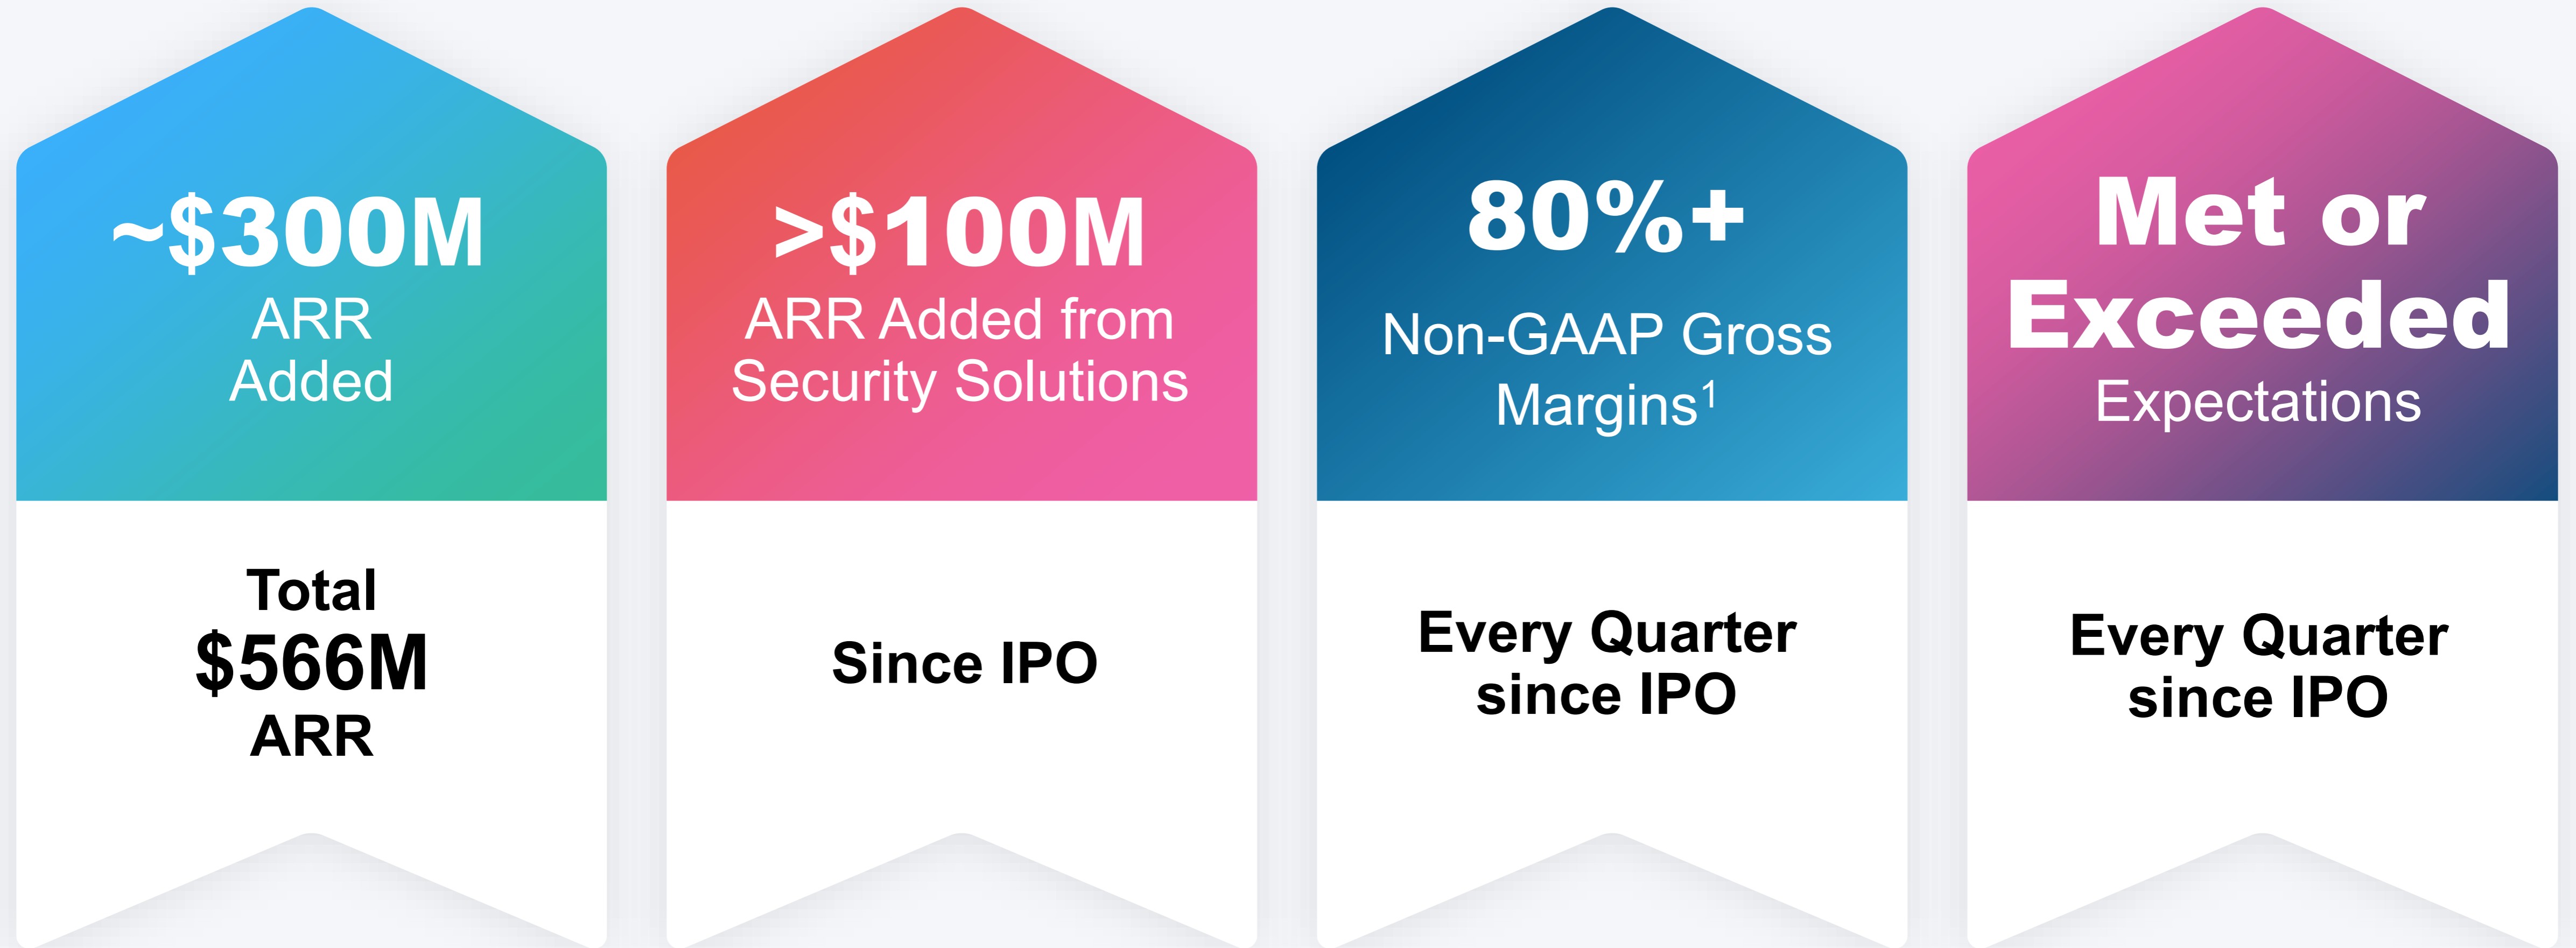 ~$300M
ARR
Added
Total
$566M
ARR
>$100M
ARR Added from
Security Solutions
Since IPO
80%+
Non-GAAP Gross
Margins¹
Every Quarter
since IPO
Met or
Exceeded
Expectations
Every Quarter
since IPO